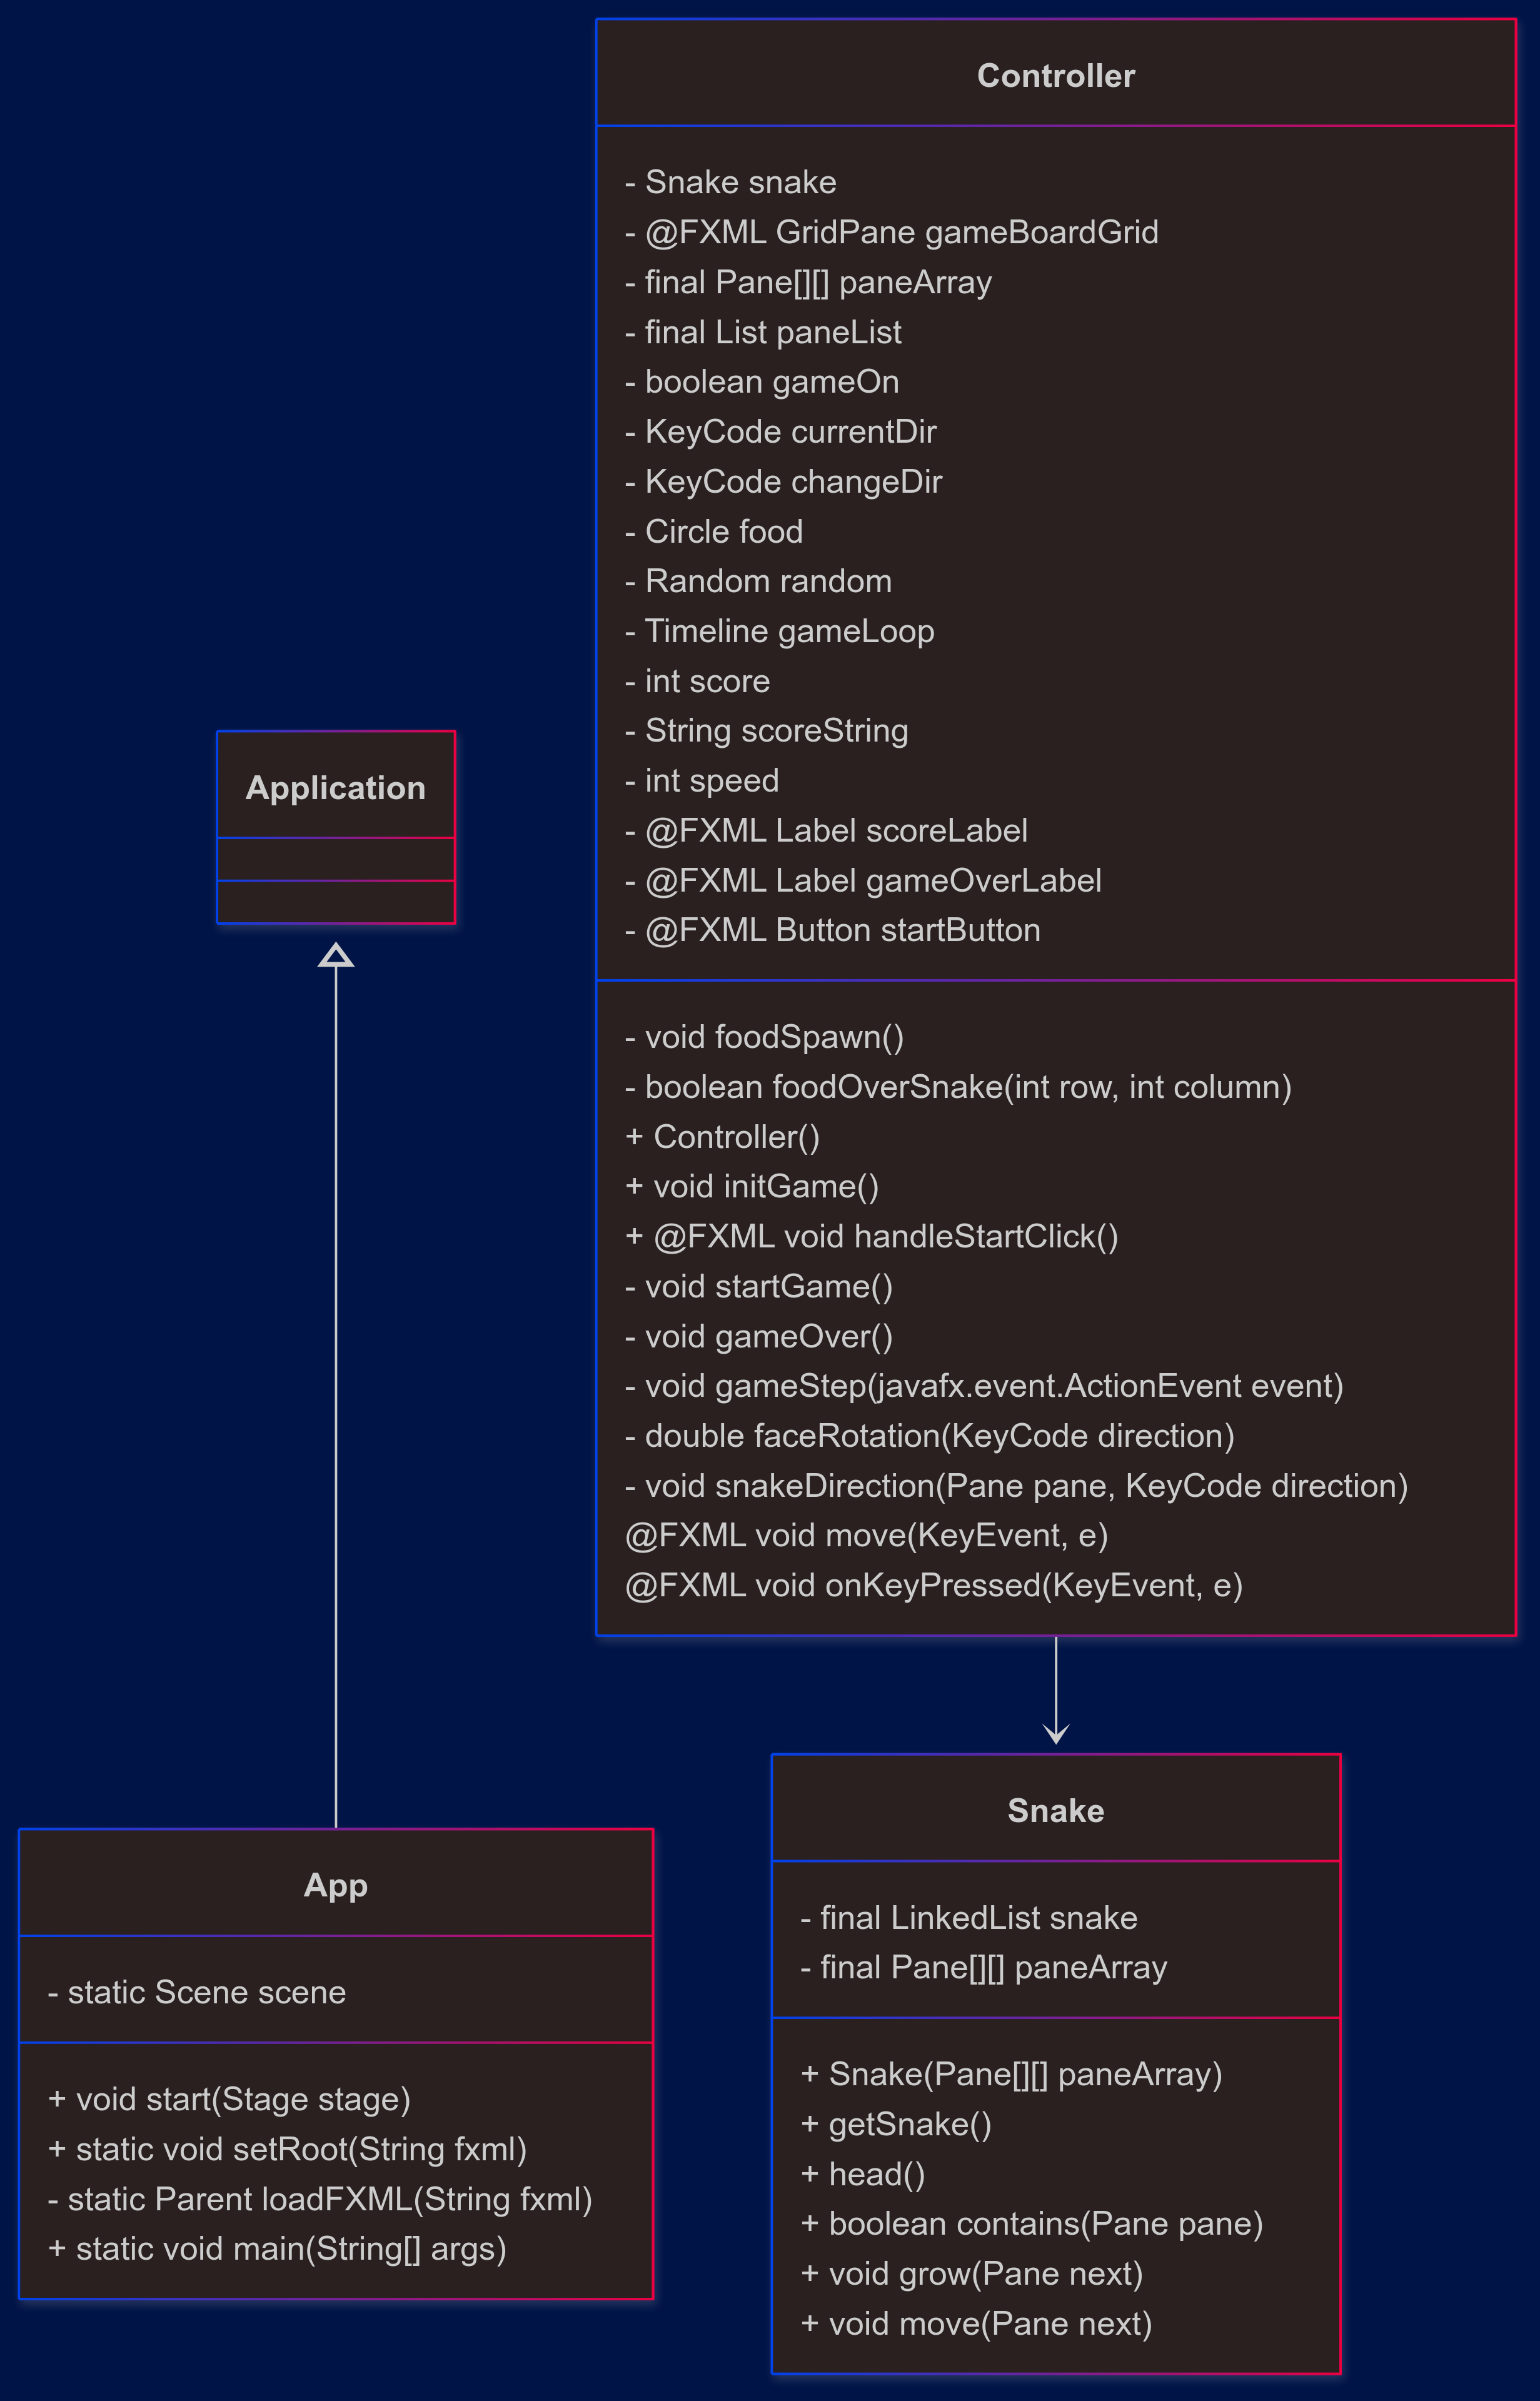 Controller
- Snake snake
- @FXML GridPane gameBoardGrid
- final Pane[][] paneArray
- final List paneList
- boolean gameOn
- KeyCode currentDir
- KeyCode changeDir
- Circle food
- Random random
- Timeline gameLoop
- int score
- String scoreString
- int speed
- @FXML Label scoreLabel
- @FXML Label gameOverLabel
- @FXML Button startButton
- void foodSpawn()
- boolean foodOverSnake(int row, int column)
+ Controller()
+ void initGame()
+ @FXML void handleStartClick()
- void startGame()
- void gameOver()
- void gameStep(javafx.event.ActionEvent event)
- double faceRotation(KeyCode direction)
- void snakeDirection(Pane pane, KeyCode direction)
@FXML void move(KeyEvent, e)
@FXML void onKeyPressed(KeyEvent, e)
Application
App
- static Scene scene
+ void start(Stage stage)
+ static void setRoot(String fxml)
- static Parent loadFXML(String fxml)
+ static void main(String[] args)
Snake
- final LinkedList snake
- final Pane[][] paneArray
+ Snake(Pane[][] paneArray)
+ getSnake()
+ head()
+ boolean contains(Pane pane)
+ void grow(Pane next)
+ void move(Pane next)